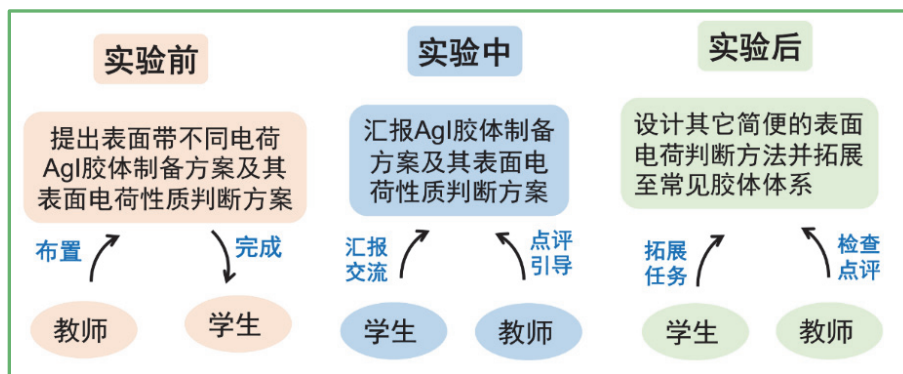 实验前
提出表面带不同电荷
AgI胶体制备方案及其
表面电荷性质判断方案
布置
完成
教师
学生
实验中
汇报AgI胶体制备
方案及其表面电
荷性质判断方案
汇报
交流
点评
引导
学生
教师
实验后
设计其它简便的表面
电荷判断方法并拓展
至常见胶体体系
拓展
任务
检查
点评
学生
教师